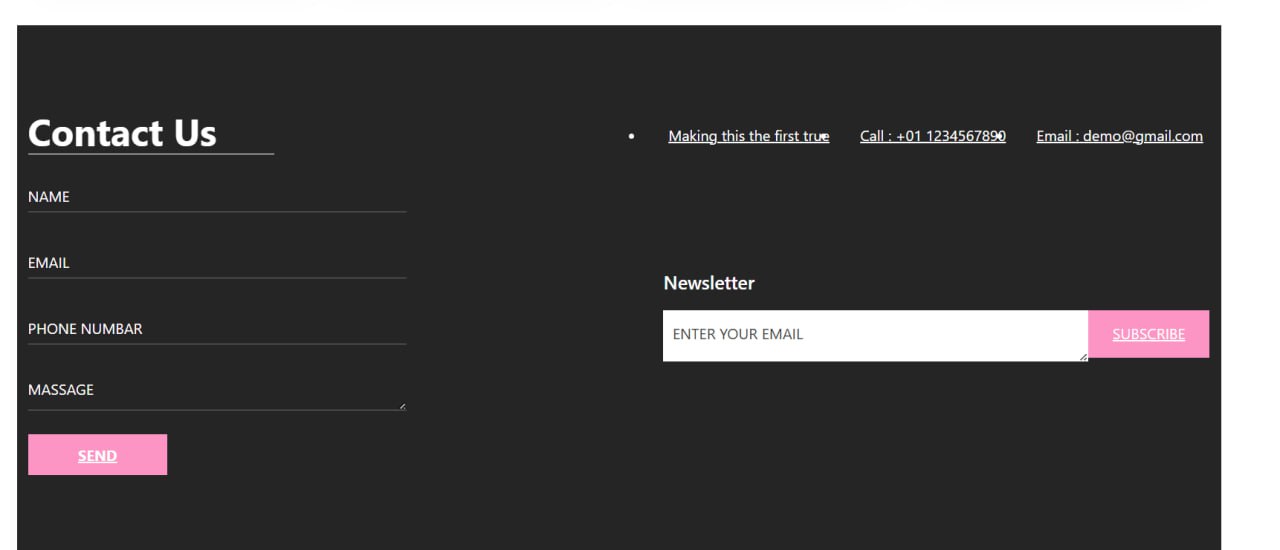 Contact Us
• Making this the first true • Call : +01 1234567890 • Email : demo@gmail.com
NAME
EMAIL
PHONE NUMBAR
MASSAGE
SEND
Newsletter
ENTER YOUR EMAIL
SUBSCRIBE